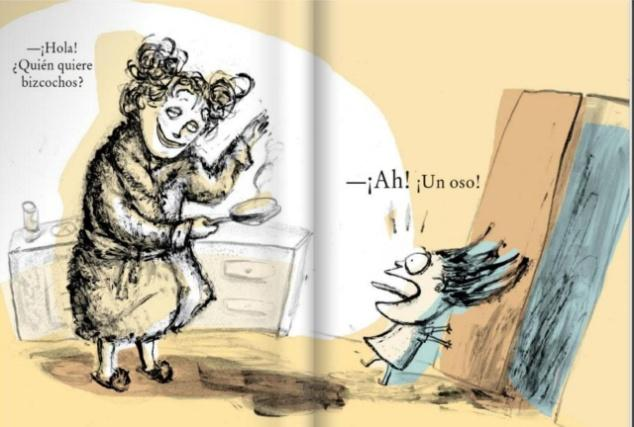 —¡Hola!
¿Quién quiere
bizcochos?
—¡Ah! ¡Un oso!